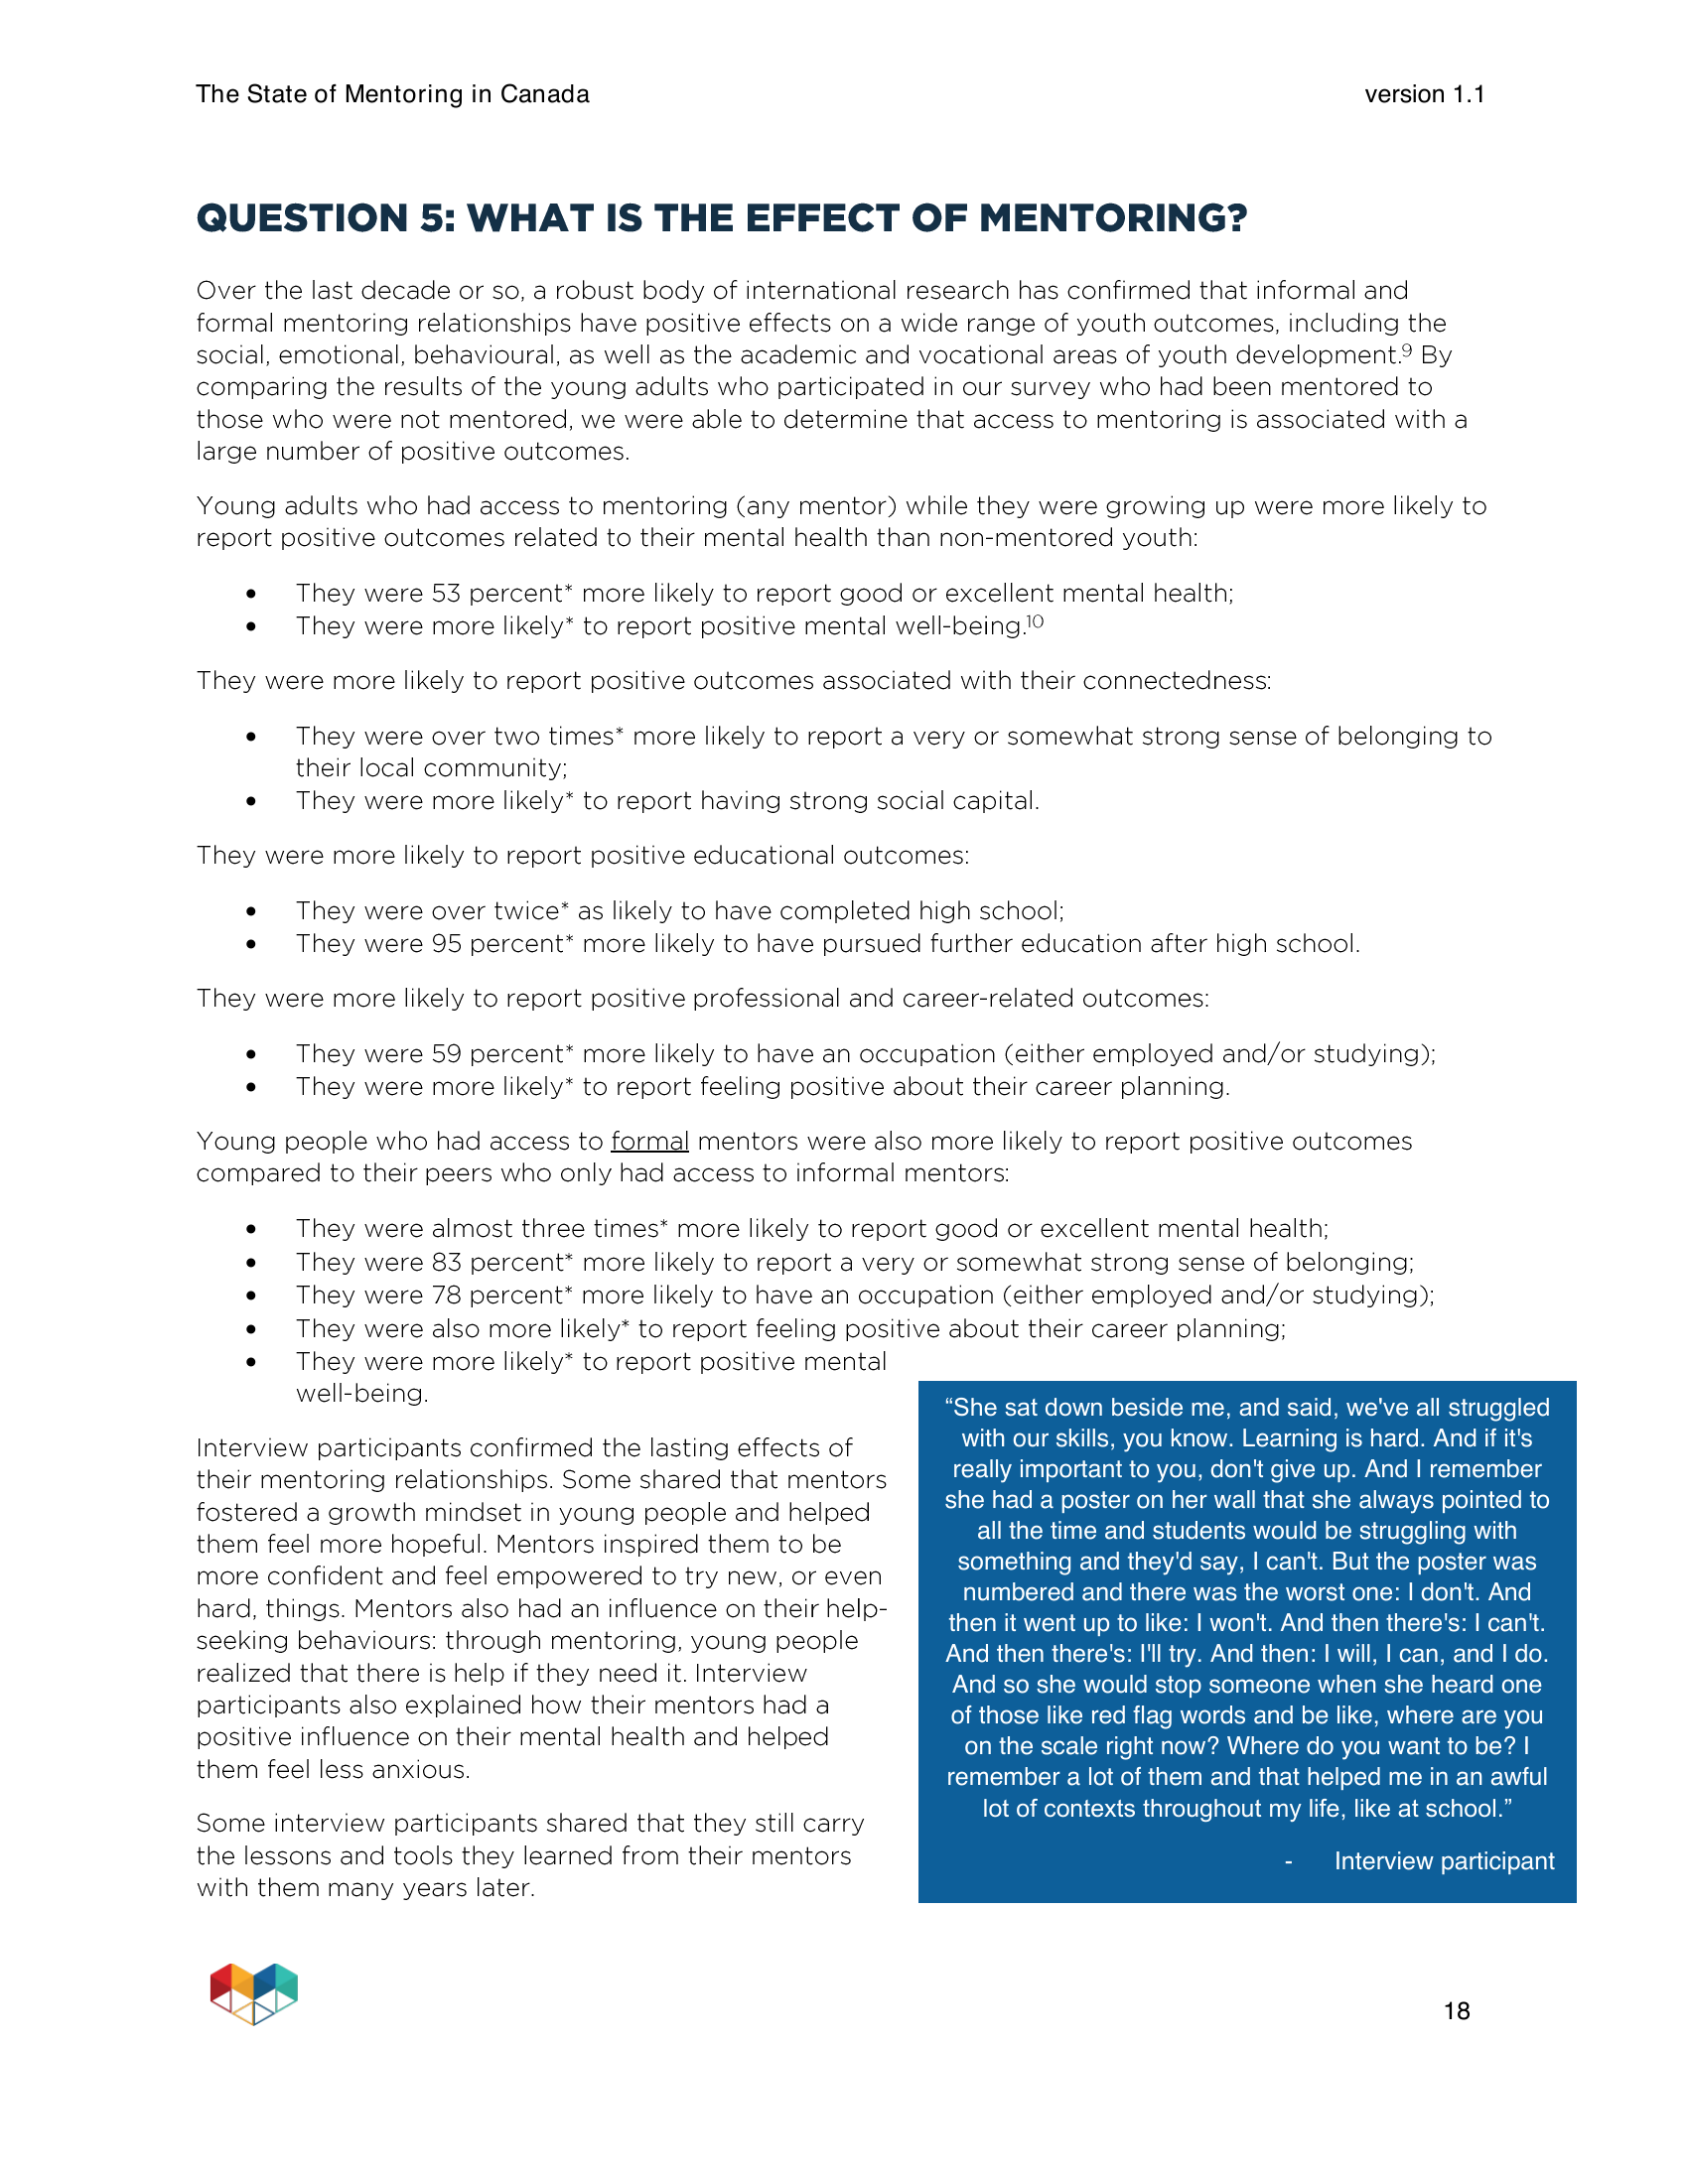 The State of Mentoring in Canada
version 1.1
QUESTION 5: WHAT IS THE EFFECT OF MENTORING?
Over the last decade or so, a robust body of international research has confirmed that informal and
formal mentoring relationships have positive effects on a wide range of youth outcomes, including the
social, emotional, behavioural, as well as the academic and vocational areas of youth development.⁹ By
comparing the results of the young adults who participated in our survey who had been mentored to
those who were not mentored, we were able to determine that access to mentoring is associated with a
large number of positive outcomes.
Young adults who had access to mentoring (any mentor) while they were growing up were more likely to
report positive outcomes related to their mental health than non-mentored youth:
• They were 53 percent* more likely to report good or excellent mental health;
• They were more likely* to report positive mental well-being.¹⁰
They were more likely to report positive outcomes associated with their connectedness:
• They were over two times* more likely to report a very or somewhat strong sense of belonging to
their local community;
• They were more likely* to report having strong social capital.
They were more likely to report positive educational outcomes:
• They were over twice* as likely to have completed high school;
• They were 95 percent* more likely to have pursued further education after high school.
They were more likely to report positive professional and career-related outcomes:
• They were 59 percent* more likely to have an occupation (either employed and/or studying);
• They were more likely* to report feeling positive about their career planning.
Young people who had access to formal mentors were also more likely to report positive outcomes
compared to their peers who only had access to informal mentors:
• They were almost three times* more likely to report good or excellent mental health;
• They were 83 percent* more likely to report a very or somewhat strong sense of belonging;
• They were 78 percent* more likely to have an occupation (either employed and/or studying);
• They were also more likely* to report feeling positive about their career planning;
• They were more likely* to report positive mental
well-being.
Interview participants confirmed the lasting effects of
their mentoring relationships. Some shared that mentors
fostered a growth mindset in young people and helped
them feel more hopeful. Mentors inspired them to be
more confident and feel empowered to try new, or even
hard, things. Mentors also had an influence on their help-
seeking behaviours: through mentoring, young people
realized that there is help if they need it. Interview
participants also explained how their mentors had a
positive influence on their mental health and helped
them feel less anxious.
Some interview participants shared that they still carry
the lessons and tools they learned from their mentors
with them many years later.
“She sat down beside me, and said, we've all struggled
with our skills, you know. Learning is hard. And if it's
really important to you, don't give up. And I remember
she had a poster on her wall that she always pointed to
all the time and students would be struggling with
something and they'd say, I can't. But the poster was
numbered and there was the worst one: I don't. And
then it went up to like: I won't. And then there's: I can't.
And then there's: I'll try. And then: I will, I can, and I do.
And so she would stop someone when she heard one
of those like red flag words and be like, where are you
on the scale right now? Where do you want to be? I
remember a lot of them and that helped me in an awful
lot of contexts throughout my life, like at school.”
- Interview participant
18